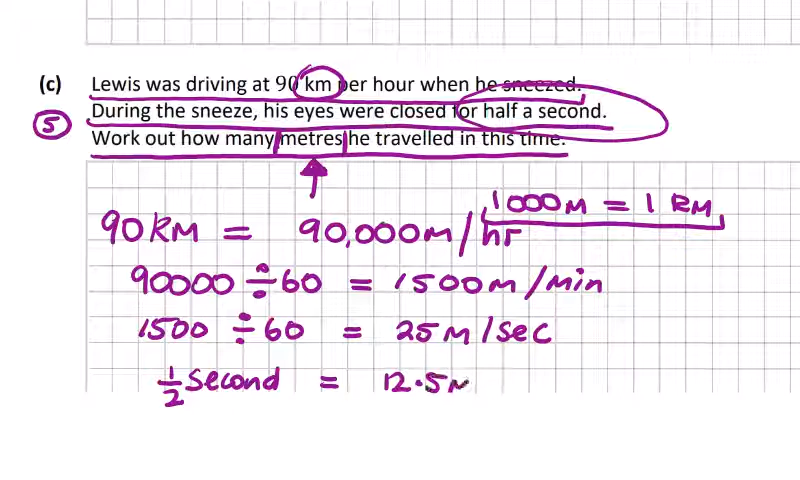 (c) Lewis was driving at 90 km per hour when he sneezed.
5 During the sneeze, his eyes were closed for half a second.
Work out how many metres he travelled in this time.
1000M = 1 KM
90KM = 90,000M/hr
90000 ÷ 60 = 1500M/Min
1500 ÷ 60 = 25M/Sec
½ Second = 12.5M